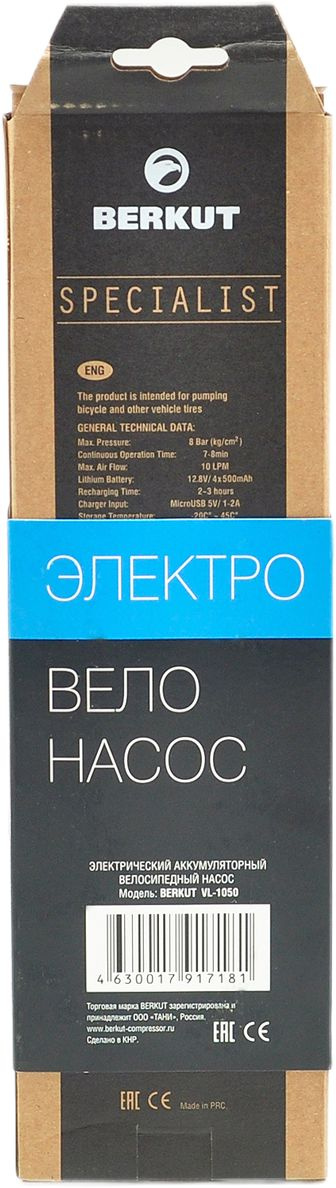 BERKUT
SPECIALIST
ENG
The product is intended for pumping
bicycle and other vehicle tires
GENERAL TECHNICAL DATA:
Max. Pressure: 8 Bar (kg/cm²)
Continuous Operation Time: 7-8min
Max. Air Flow: 10 LPM
Lithium Battery: 12.8V/ 4x500mAh
Recharging Time: 2–3 hours
Charger Input: MicroUSB 5V/ 1-2A
Storage Temperature: -20C° – 45C°
ЭЛЕКТРО
ВЕЛО
НАСОС
ЭЛЕКТРИЧЕСКИЙ АККУМУЛЯТОРНЫЙ
ВЕЛОСИПЕДНЫЙ НАСОС
Модель: BERKUT VL-1050
4 630017 917181
Торговая марка BERKUT зарегистрирована и
принадлежит ООО «ТАНИ», Россия.
www.berkut-compressor.ru
Сделано в КНР.
EAC CE
EAC CE Made in PRC